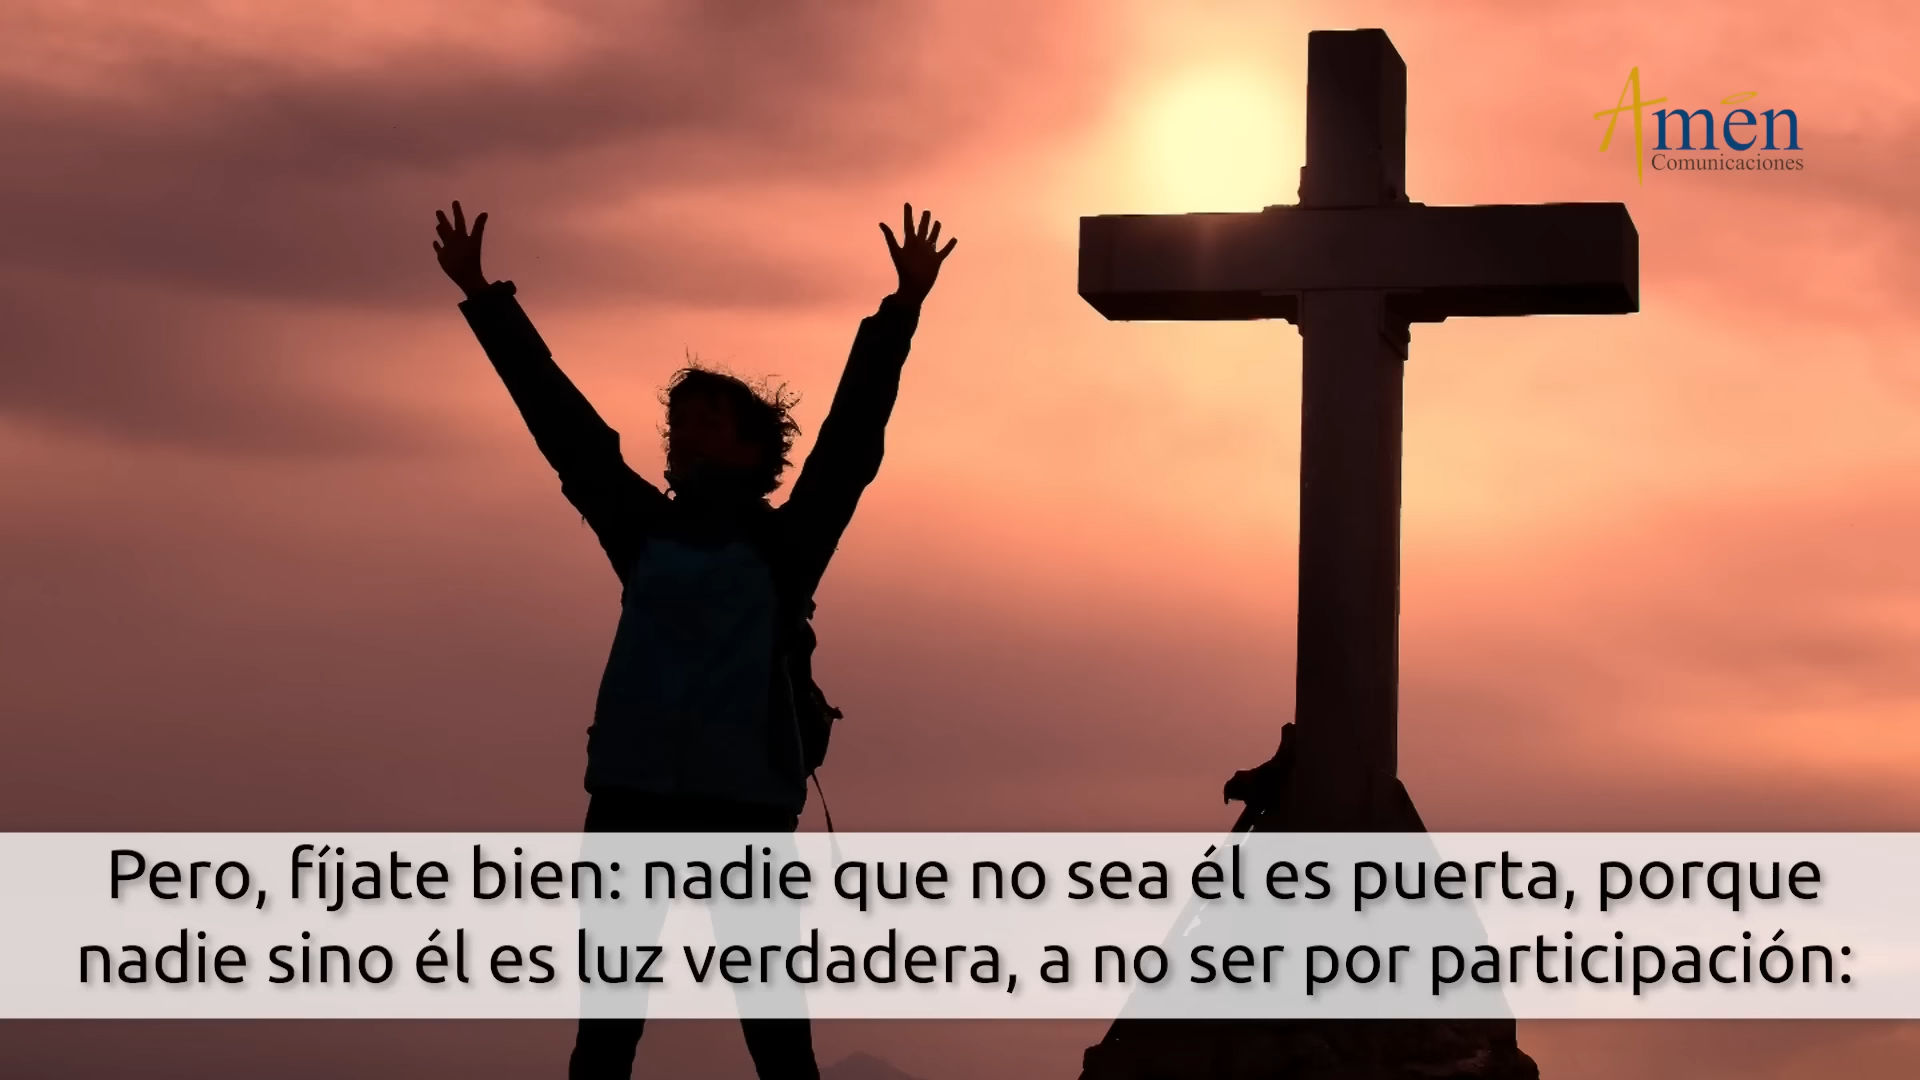 Amén
Comunicaciones
Pero, fíjate bien: nadie que no sea él es puerta, porque
nadie sino él es luz verdadera, a no ser por participación: